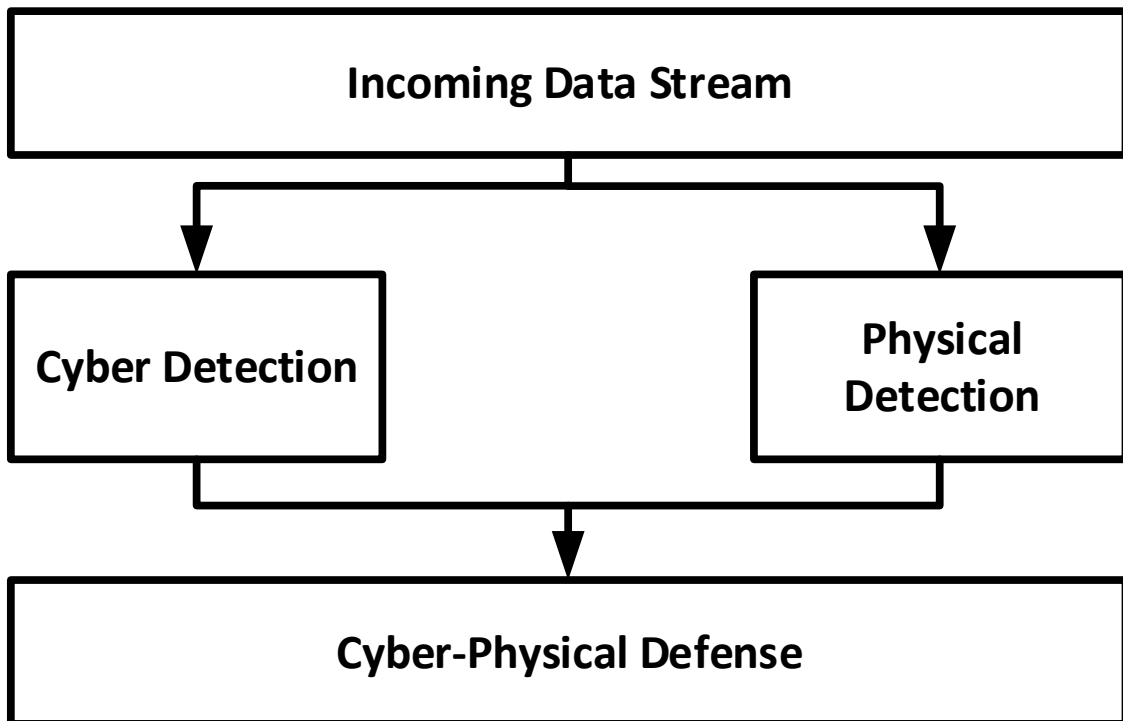 Incoming Data Stream
Cyber Detection
Physical
Detection
Cyber-Physical Defense